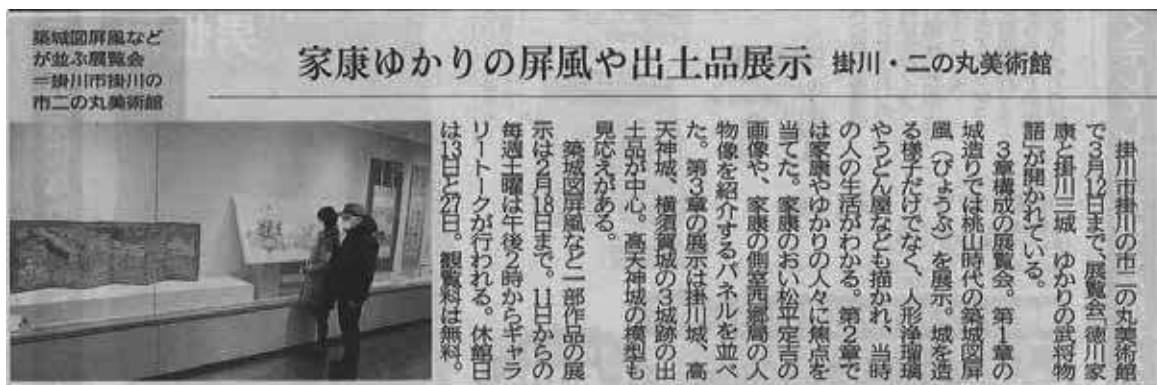 家康ゆかりの屏風や出土品展示
掛川・二の丸美術館
築城図屏風など
が並ぶ展覧会
＝掛川市掛川の
市二の丸美術館
掛川市掛川の市二の丸美術館
で3月12日まで、展覧会「徳川家
康と掛川三城　ゆかりの武将物
語」が開かれている。
3章構成の展覧会。第1章の
城造りでは桃山時代の築城図屏
風（びょうぶ）を展示。城を造
る様子だけでなく、人形浄瑠璃
やうどん屋なども描かれ、当時
の人の生活がわかる。第2章で
は家康やゆかりの人々に焦点を
当てた。家康のおい松平定吉の
画像や、家康の側室西郷局の人
物像を紹介するパネルを並べ
た。第3章の展示は掛川城、高
天神城、横須賀城の3城跡の出
土品が中心。高天神城の模型も
見応えがある。
築城図屏風など一部作品の展
示は2月18日まで。11日からの
毎週土曜は午後2時からギャラ
リートークが行われる。休館日
は13日と27日。観覧料は無料。